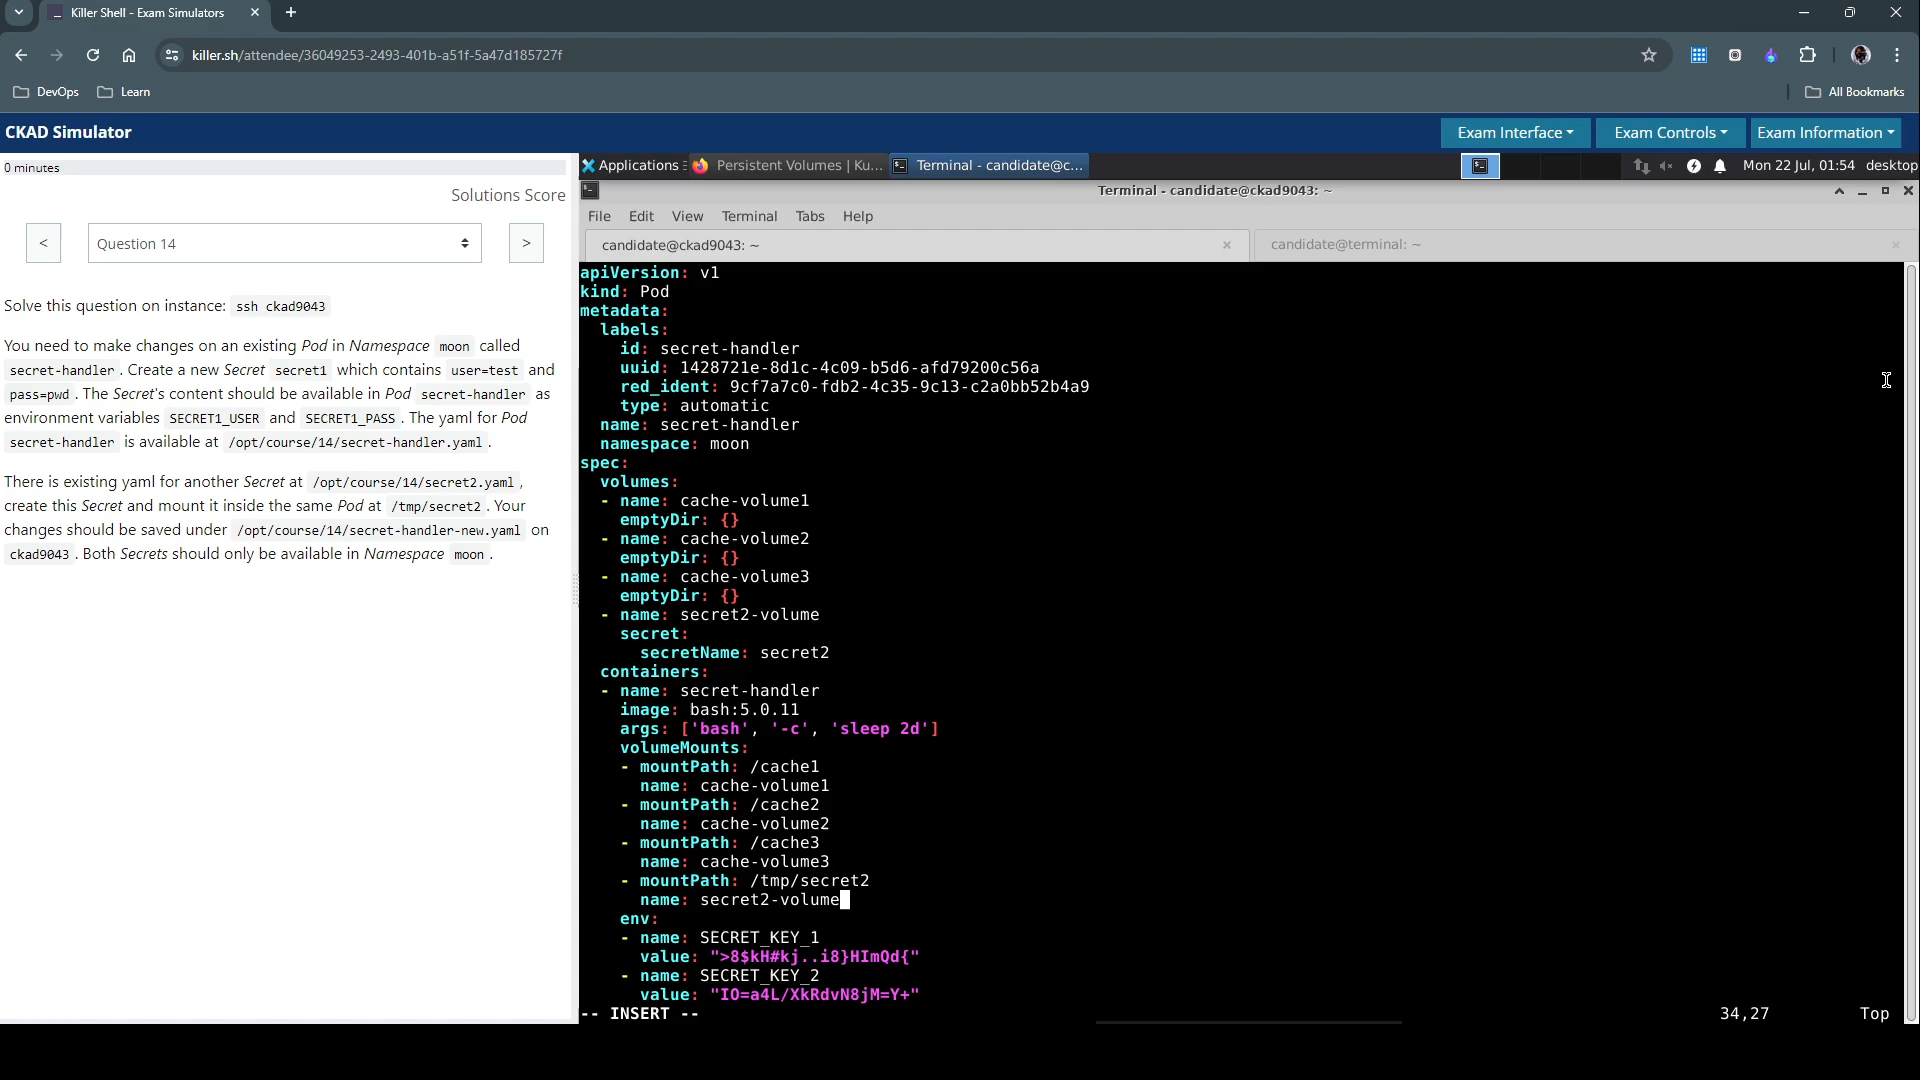 Killer Shell - Exam Simulators
killer.sh/attendee/36049253-2493-401b-a51f-5a47d185727f
DevOps
Learn
All Bookmarks
CKAD Simulator
Exam Interface
Exam Controls
Exam Information
0 minutes
Solutions Score
<
Question 14
>
Solve this question on instance: ssh ckad9043
You need to make changes on an existing Pod in Namespace moon called
secret-handler . Create a new Secret secret1 which contains user=test and
pass=pwd . The Secret's content should be available in Pod secret-handler as
environment variables SECRET1_USER and SECRET1_PASS . The yaml for Pod
secret-handler is available at /opt/course/14/secret-handler.yaml .
There is existing yaml for another Secret at /opt/course/14/secret2.yaml ,
create this Secret and mount it inside the same Pod at /tmp/secret2 . Your
changes should be saved under /opt/course/14/secret-handler-new.yaml on
ckad9043 . Both Secrets should only be available in Namespace moon .
Applications
Persistent Volumes | Ku...
Terminal - candidate@c...
Mon 22 Jul, 01:54
desktop
Terminal - candidate@ckad9043: ~
File Edit View Terminal Tabs Help
candidate@ckad9043: ~
candidate@terminal: ~
apiVersion: v1
kind: Pod
metadata:
  labels:
    id: secret-handler
    uuid: 1428721e-8d1c-4c09-b5d6-afd79200c56a
    red_ident: 9cf7a7c0-fdb2-4c35-9c13-c2a0bb52b4a9
    type: automatic
  name: secret-handler
  namespace: moon
spec:
  volumes:
  - name: cache-volume1
    emptyDir: {}
  - name: cache-volume2
    emptyDir: {}
  - name: cache-volume3
    emptyDir: {}
  - name: secret2-volume
    secret:
      secretName: secret2
  containers:
  - name: secret-handler
    image: bash:5.0.11
    args: ['bash', '-c', 'sleep 2d']
    volumeMounts:
    - mountPath: /cache1
      name: cache-volume1
    - mountPath: /cache2
      name: cache-volume2
    - mountPath: /cache3
      name: cache-volume3
    - mountPath: /tmp/secret2
      name: secret2-volume
    env:
    - name: SECRET_KEY_1
      value: ">8$kH#kj..i8}HImQd{"
    - name: SECRET_KEY_2
      value: "IO=a4L/XkRdvN8jM=Y+"
-- INSERT --
34,27
Top